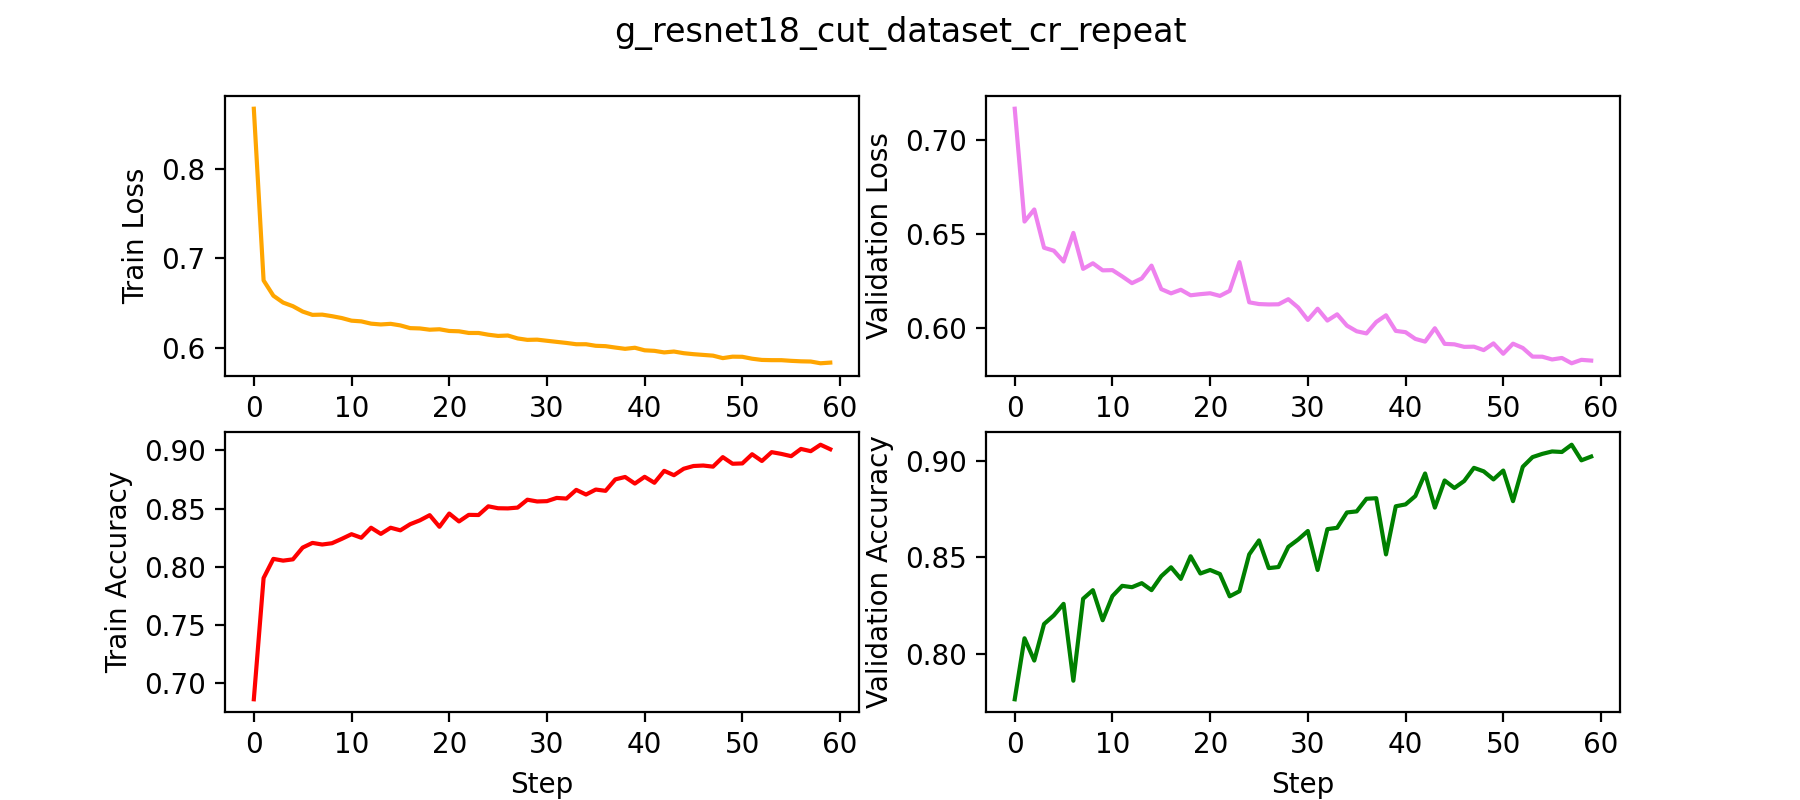 g_resnet18_cut_dataset_cr_repeat
Train Loss
0.8
0.7
0.6
0 10 20 30 40 50 60
Validation Loss
0.70
0.65
0.60
0 10 20 30 40 50 60
Train Accuracy
0.90
0.85
0.80
0.75
0.70
0 10 20 30 40 50 60
Step
Validation Accuracy
0.90
0.85
0.80
0 10 20 30 40 50 60
Step